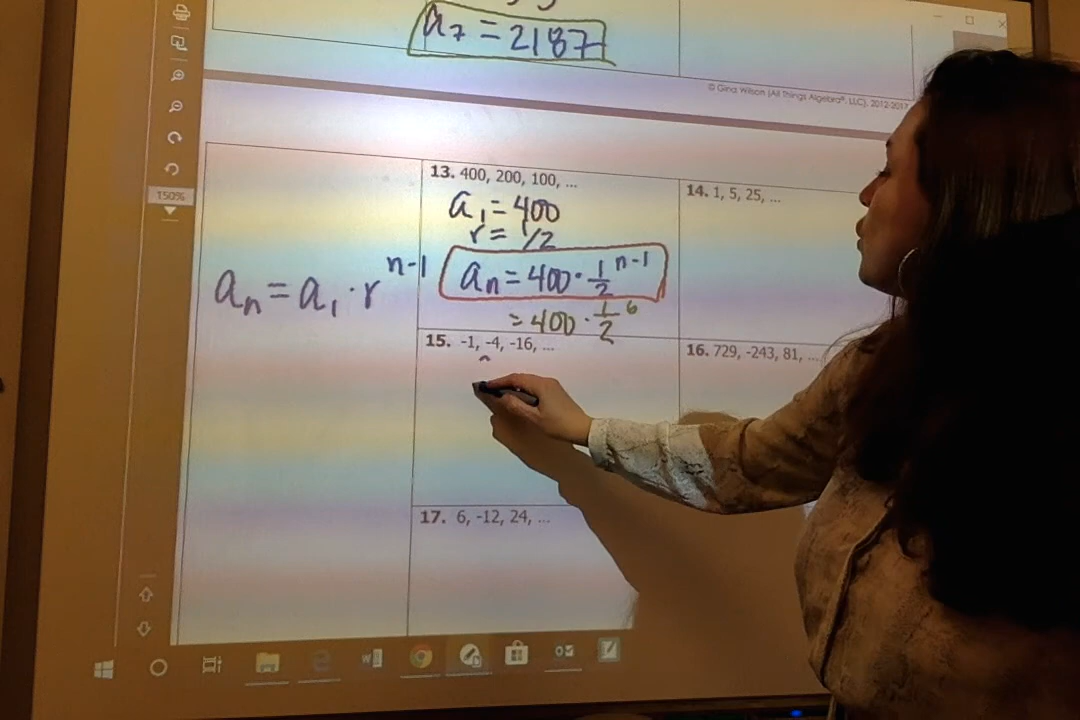 a₇ = 2187
© Gina Wilson (All Things Algebra®, LLC), 2012-2017
150%
13. 400, 200, 100, ...
a₁ = 400
r = 1/2
aₙ = 400 · 1/2ⁿ⁻¹
= 400 · 1/2⁶
14. 1, 5, 25, ...
aₙ = a₁ · rⁿ⁻¹
15. -1, -4, -16, ...
16. 729, -243, 81, ...
17. 6, -12, 24, ...